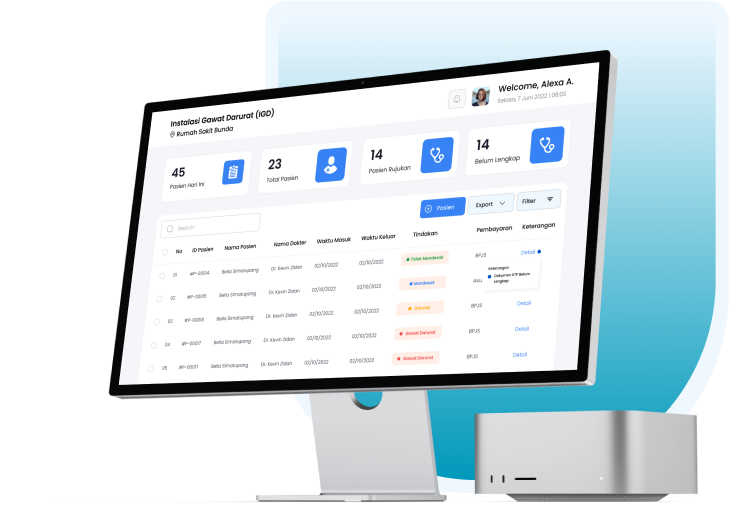 Instalasi Gawat Darurat (IGD)
Rumah Sakit Bunda
Welcome, Alexa A.
Selasa, 7 Juni 2022 | 08:00
45
Pasien Hari Ini
23
Total Pasien
14
Pasien Rujukan
14
Belum Lengkap
Search
Pasien
Export
Filter
No ID Pasien Nama Pasien Nama Dokter Waktu Masuk Waktu Keluar Tindakan Pembayaran Keterangan
01 #P-00014 Bella Simatupang Dr. Kevin Zidan 02/10/2022 02/10/2022 Tidak Mendesak BPJS Detail
Keterangan
Dokumen KTP Belum
Lengkap
02 #P-00015 Bella Simatupang Dr. Kevin Zidan 02/10/2022 02/10/2022 Mendesak Asu
03 Bella Simatupang Dr. Kevin Zidan 02/10/2022 02/10/2022 Darurat BPJS Detail
04 #P-00017 Bella Simatupang Dr. Kevin Zidan 02/10/2022 02/10/2022 Gawat Darurat BPJS Detail
05 #P-00017 Bella Simatupang Dr. Kevin Zidan 02/10/2022 02/10/2022 Gawat Darurat BPJS Detail